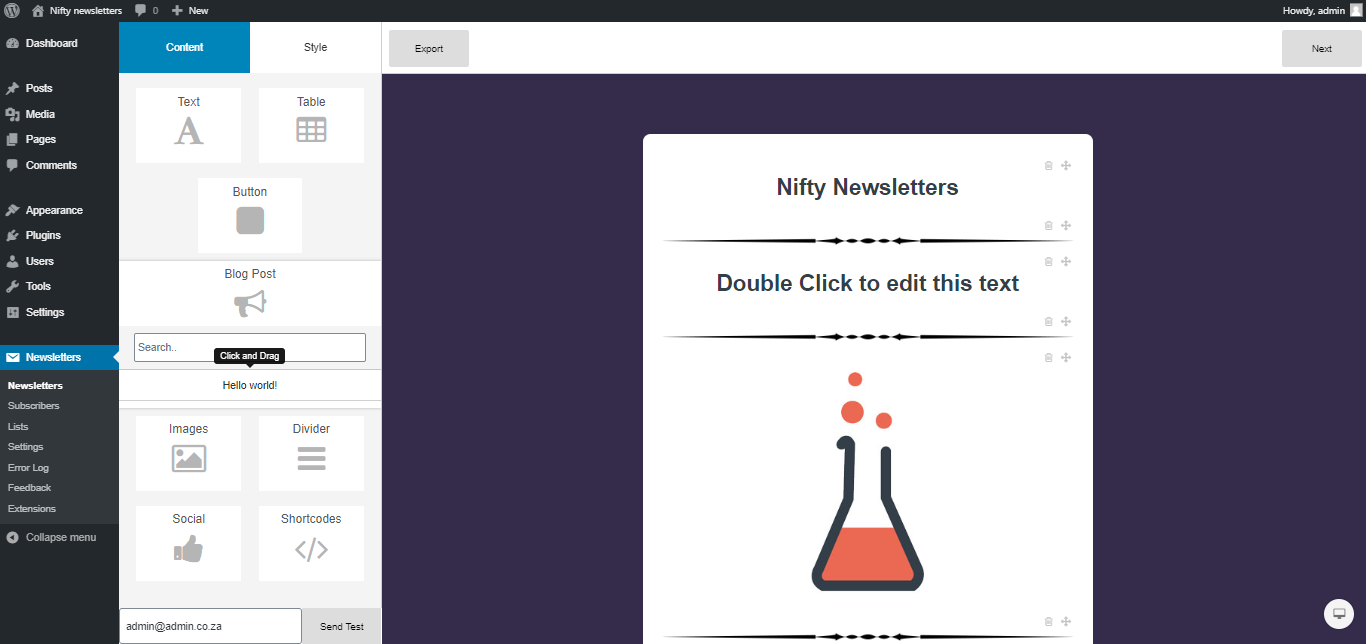 Nifty newsletters 0 New Howdy, admin
Dashboard
Posts
Media
Pages
Comments
Appearance
Plugins
Users
Tools
Settings
Newsletters
Newsletters
Subscribers
Lists
Settings
Error Log
Feedback
Extensions
Collapse menu
Content Style
Text Table
Button
Blog Post
Search..
Click and Drag
Hello world!
Images Divider
Social Shortcodes
admin@admin.co.za Send Test
Export Next
Nifty Newsletters
Double Click to edit this text